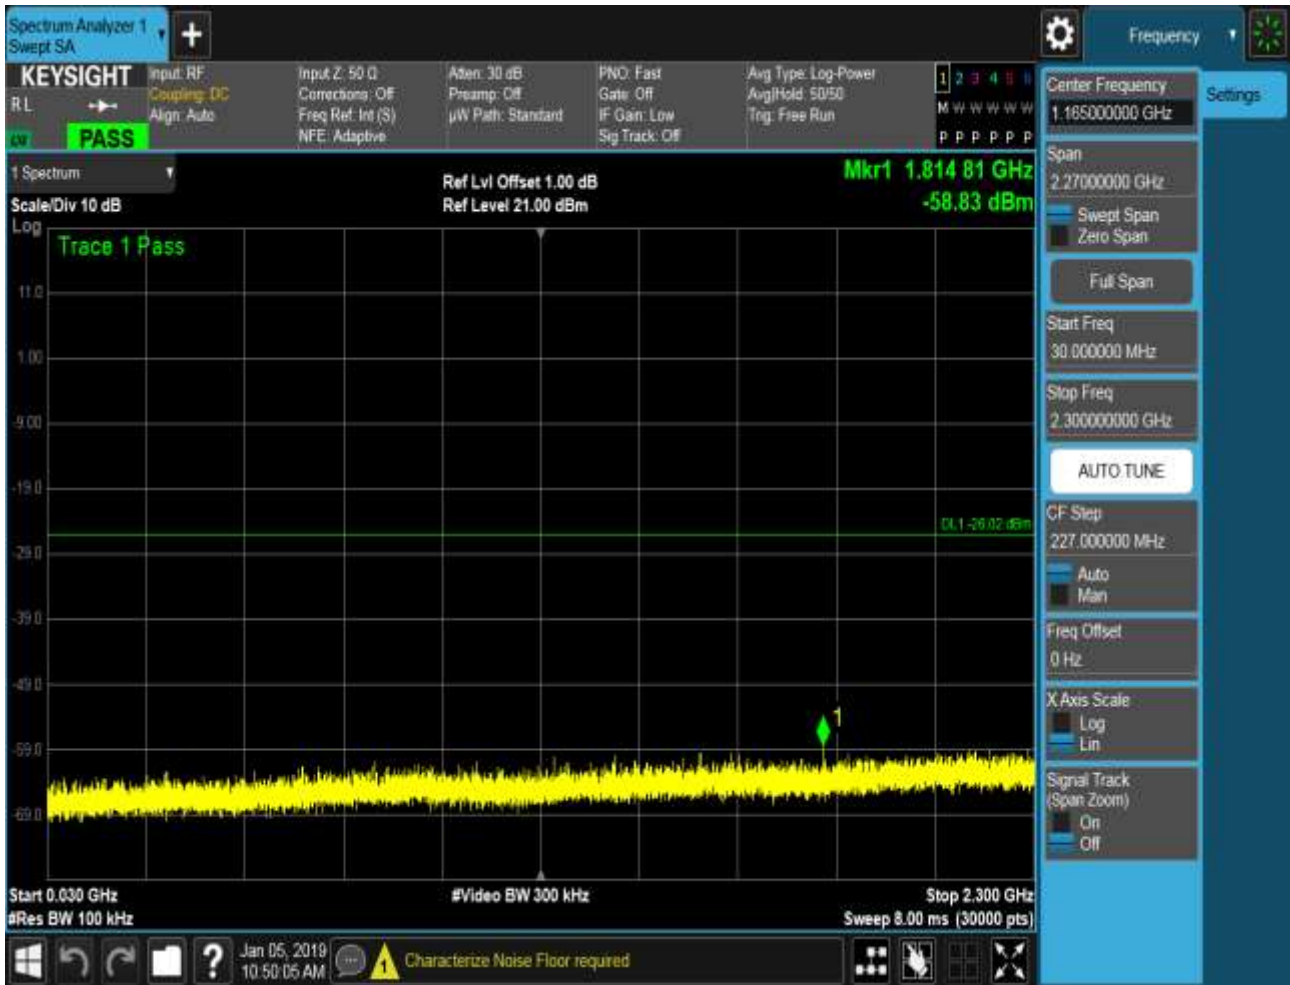 Spectrum Analyzer 1
Swept SA
Frequency
KEYSIGHT
RL
PASS
Input: RF
Coupling: DC
Align: Auto
Input Z: 50 Ω
Corrections: Off
Freq Ref: Int (S)
NFE: Adaptive
Atten: 30 dB
Preamp: Off
µW Path: Standard
PNO: Fast
Gate: Off
IF Gain: Low
Sig Track: Off
Avg Type: Log-Power
Avg|Hold: 50/50
Trig: Free Run
1 2 3 4 5 6
M W W W W W
P P P P P P
1 Spectrum
Scale/Div 10 dB
Log
Ref Lvl Offset 1.00 dB
Ref Level 21.00 dBm
Mkr1 1.814 81 GHz
-58.83 dBm
Trace 1 Pass
11.0
1.00
-9.00
-19.0
DL1 -26.02 dBm
-29.0
-39.0
-49.0
1
-59.0
-69.0
Start 0.030 GHz
#Res BW 100 kHz
#Video BW 300 kHz
Stop 2.300 GHz
Sweep 8.00 ms (30000 pts)
Jan 05, 2019
10:50:05 AM
1
Characterize Noise Floor required
Center Frequency
1.165000000 GHz
Settings
Span
2.27000000 GHz
Swept Span
Zero Span
Full Span
Start Freq
30.000000 MHz
Stop Freq
2.300000000 GHz
AUTO TUNE
CF Step
227.000000 MHz
Auto
Man
Freq Offset
0 Hz
X Axis Scale
Log
Lin
Signal Track
(Span Zoom)
On
Off